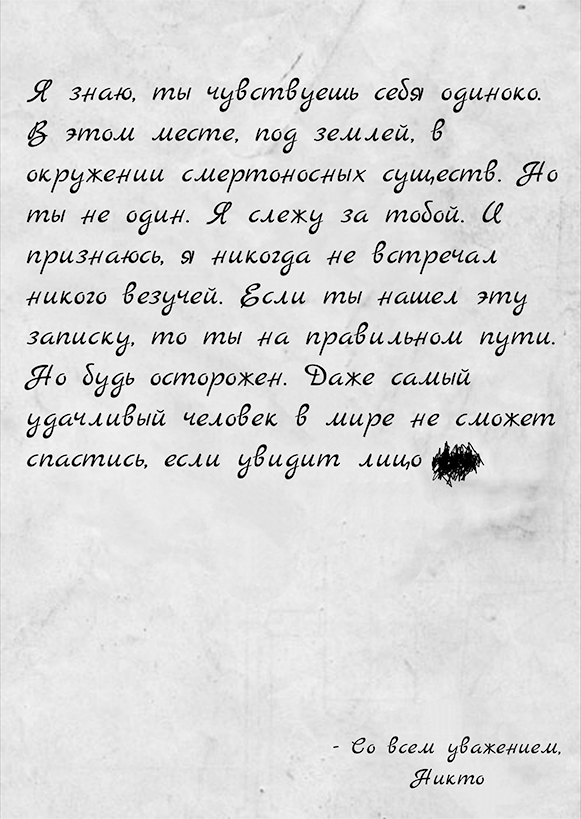 Я знаю, ты чувствуешь себя одиноко.
В этом месте, под землей, в
окружении смертоносных существ. Но
ты не один. Я слежу за тобой. И
признаюсь, я никогда не встречал
никого везучей. Если ты нашел эту
записку, то ты на правильном пути.
Но будь осторожен. Даже самый
удачливый человек в мире не сможет
спастись, если увидит лицо
- Со всем уважением,
Никто